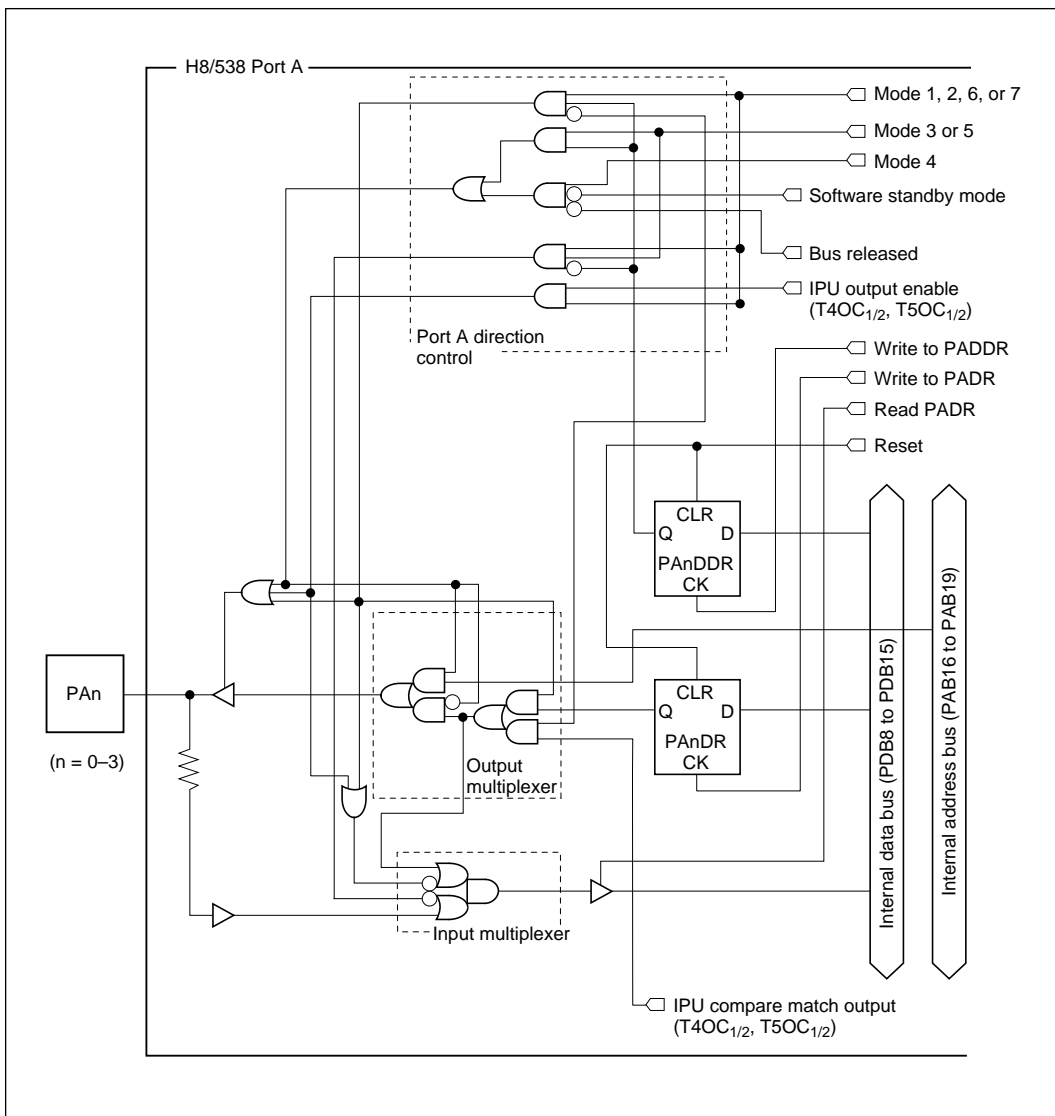 H8/538 Port A
Mode 1, 2, 6, or 7
Mode 3 or 5
Mode 4
Software standby mode
Bus released
IPU output enable
(T4OC1/2, T5OC1/2)
Port A direction
control
Write to PADDR
Write to PADR
Read PADR
Reset
CLR
Q D
PAnDDR
CK
CLR
Q D
PAnDR
CK
Internal data bus (PDB8 to PDB15)
Internal address bus (PAB16 to PAB19)
PAn
(n = 0–3)
Output
multiplexer
Input multiplexer
IPU compare match output
(T4OC1/2, T5OC1/2)